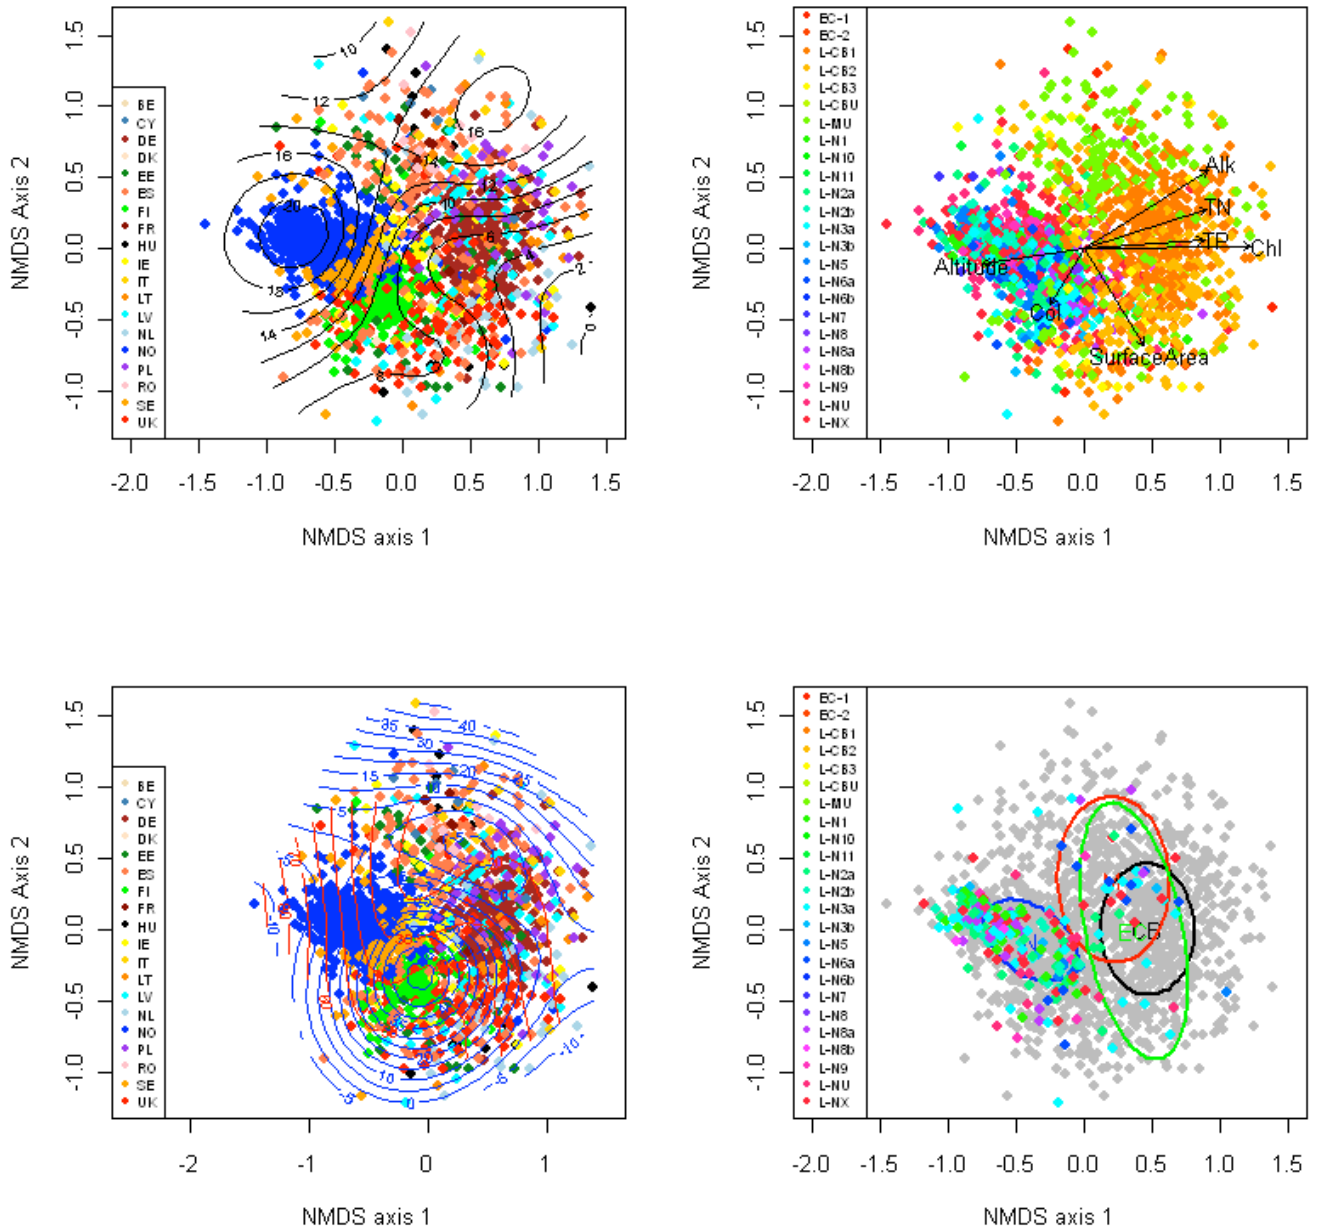 NMDS Axis 2
1.5
1.0
0.5
0.0
-0.5
-1.0
BE
CY
DE
DK
EE
ES
FI
FR
HU
IE
IT
LT
LV
NL
NO
PL
RO
SE
UK
10
12
16
16
14
12
10
20
6
4
2
18
0
14
8
-2.0 -1.5 -1.0 -0.5 0.0 0.5 1.0 1.5
NMDS axis 1
NMDS Axis 2
1.5
1.0
0.5
0.0
-0.5
-1.0
EC-1
EC-2
L-CB1
L-CB2
L-CB3
L-CBU
L-MU
L-N1
L-N10
L-N11
L-N2a
L-N2b
L-N3a
L-N3b
L-N5
L-N6a
L-N6b
L-N7
L-N8
L-N8a
L-N8b
L-N9
L-NU
L-NX
Alk
TN
TP
Chl
Altitude
Col
SurfaceArea
-2.0 -1.5 -1.0 -0.5 0.0 0.5 1.0 1.5
NMDS axis 1
NMDS Axis 2
1.5
1.0
0.5
0.0
-0.5
-1.0
BE
CY
DE
DK
EE
ES
FI
FR
HU
IE
IT
LT
LV
NL
NO
PL
RO
SE
UK
35
40
30
20
15
25
10
-5
-10
20
10
-5
0
-5
-10
-2 -1 0 1
NMDS axis 1
NMDS Axis 2
1.5
1.0
0.5
0.0
-0.5
-1.0
EC-1
EC-2
L-CB1
L-CB2
L-CB3
L-CBU
L-MU
L-N1
L-N10
L-N11
L-N2a
L-N2b
L-N3a
L-N3b
L-N5
L-N6a
L-N6b
L-N7
L-N8
L-N8a
L-N8b
L-N9
L-NU
L-NX
N
CB
-2.0 -1.5 -1.0 -0.5 0.0 0.5 1.0 1.5
NMDS axis 1